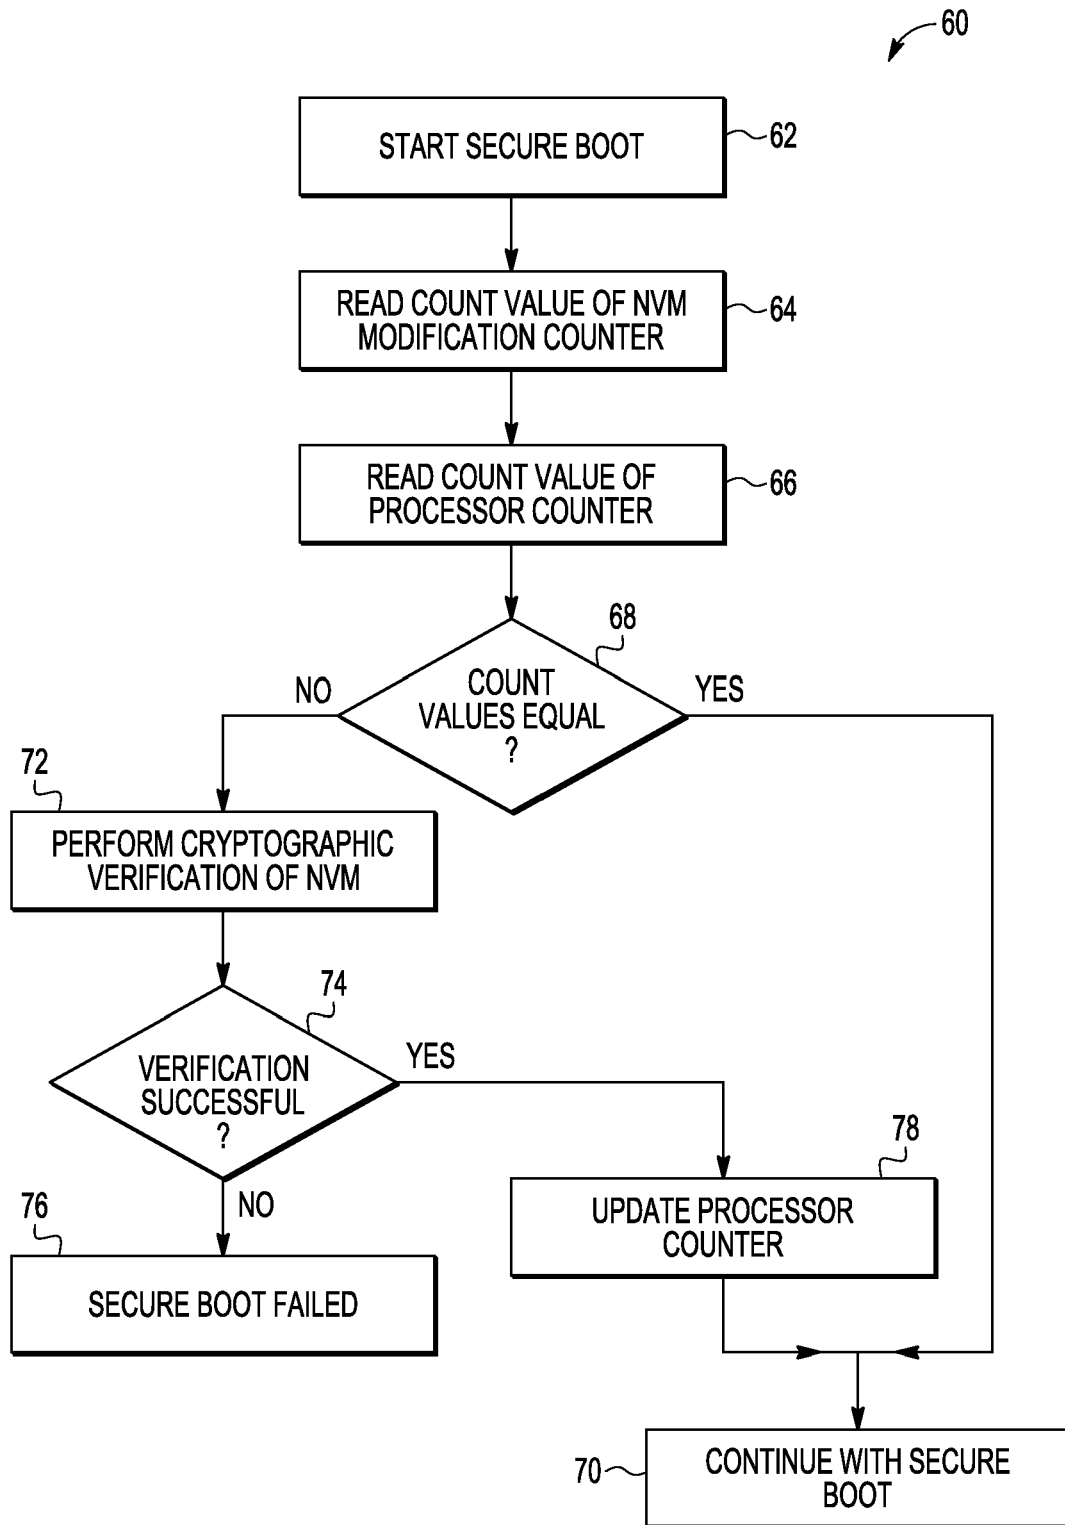 60
START SECURE BOOT
62
READ COUNT VALUE OF NVM
MODIFICATION COUNTER
64
READ COUNT VALUE OF
PROCESSOR COUNTER
66
68
COUNT
VALUES EQUAL
?
NO
YES
72
PERFORM CRYPTOGRAPHIC
VERIFICATION OF NVM
74
VERIFICATION
SUCCESSFUL
?
YES
NO
78
UPDATE PROCESSOR
COUNTER
76
SECURE BOOT FAILED
70
CONTINUE WITH SECURE
BOOT